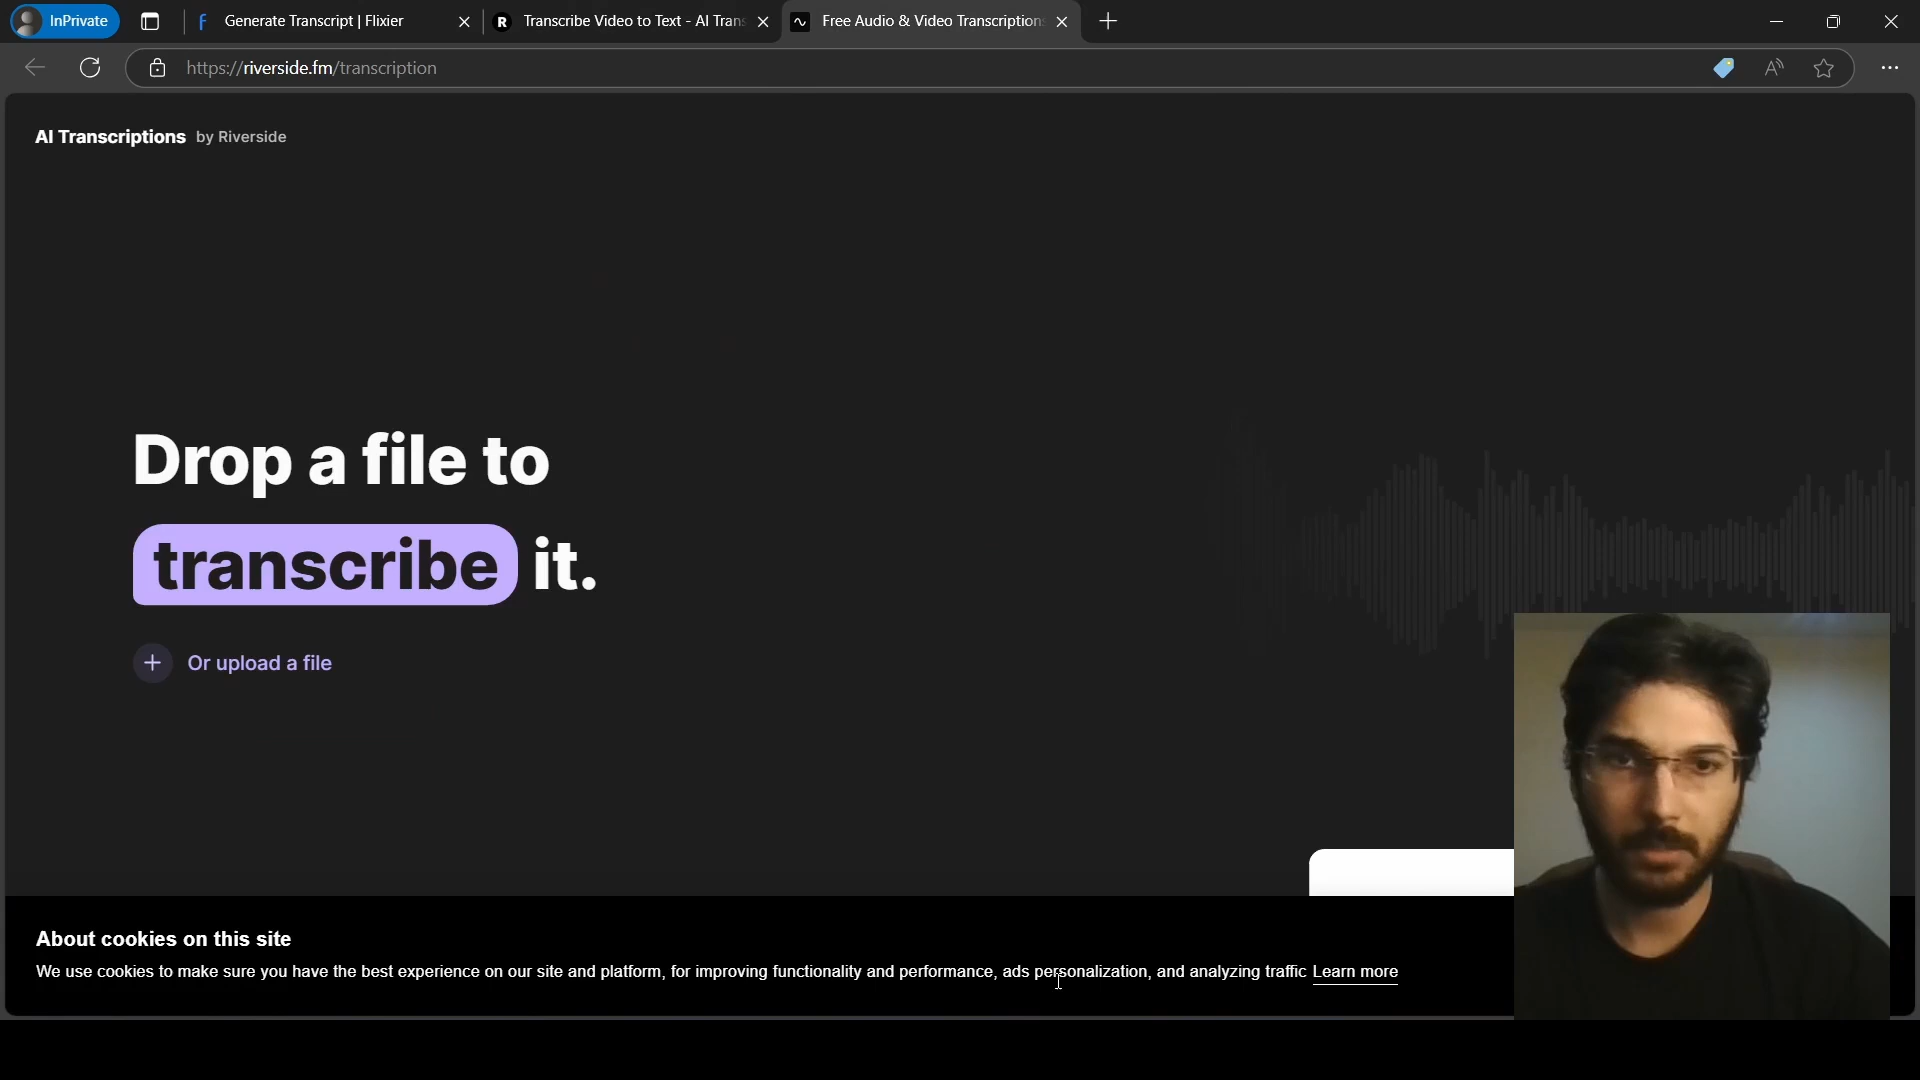 InPrivate
Generate Transcript | Flixier
Transcribe Video to Text - AI Trans
Free Audio & Video Transcription
https://riverside.fm/transcription
AI Transcriptions by Riverside
Drop a file to
transcribe it.
Or upload a file
About cookies on this site
We use cookies to make sure you have the best experience on our site and platform, for improving functionality and performance, ads personalization, and analyzing traffic Learn more